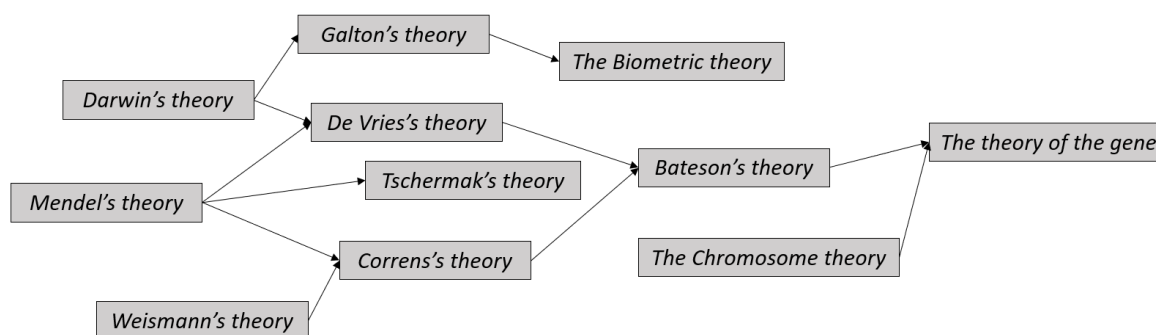 Galton's theory
The Biometric theory
Darwin's theory
De Vries's theory
The theory of the gene
Bateson's theory
Tschermak's theory
Mendel's theory
Correns's theory
The Chromosome theory
Weismann's theory